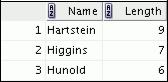 Name Length
1 Hartstein 9
2 Higgins 7
3 Hunold 6